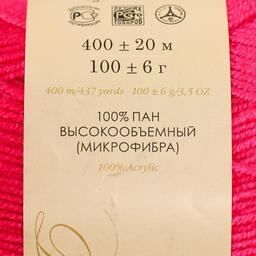 400 ± 20 м
100 ± 6 г
400 m/437 yards 100 ± 6 g/3,5 OZ
100% ПАН
ВЫСОКООБЪЕМНЫЙ
(МИКРОФИБРА)
100% Acrylic